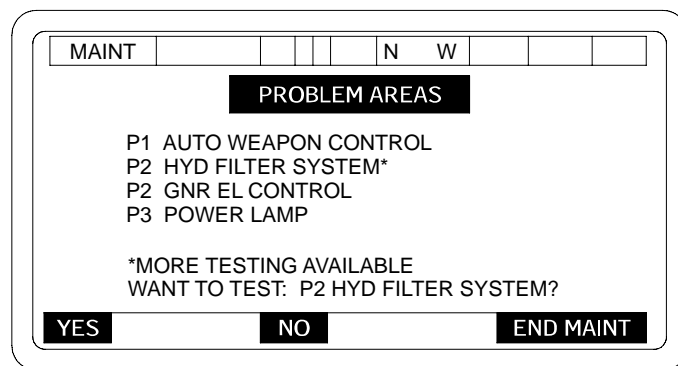 MAINT N W
PROBLEM AREAS
P1 AUTO WEAPON CONTROL
P2 HYD FILTER SYSTEM*
P2 GNR EL CONTROL
P3 POWER LAMP
*MORE TESTING AVAILABLE
WANT TO TEST: P2 HYD FILTER SYSTEM?
YES NO END MAINT